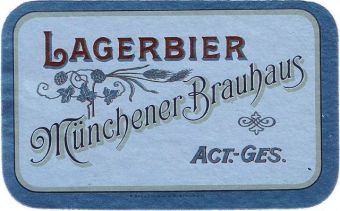 LAGERBIER
Münchener Brauhaus
ACT.-GES.